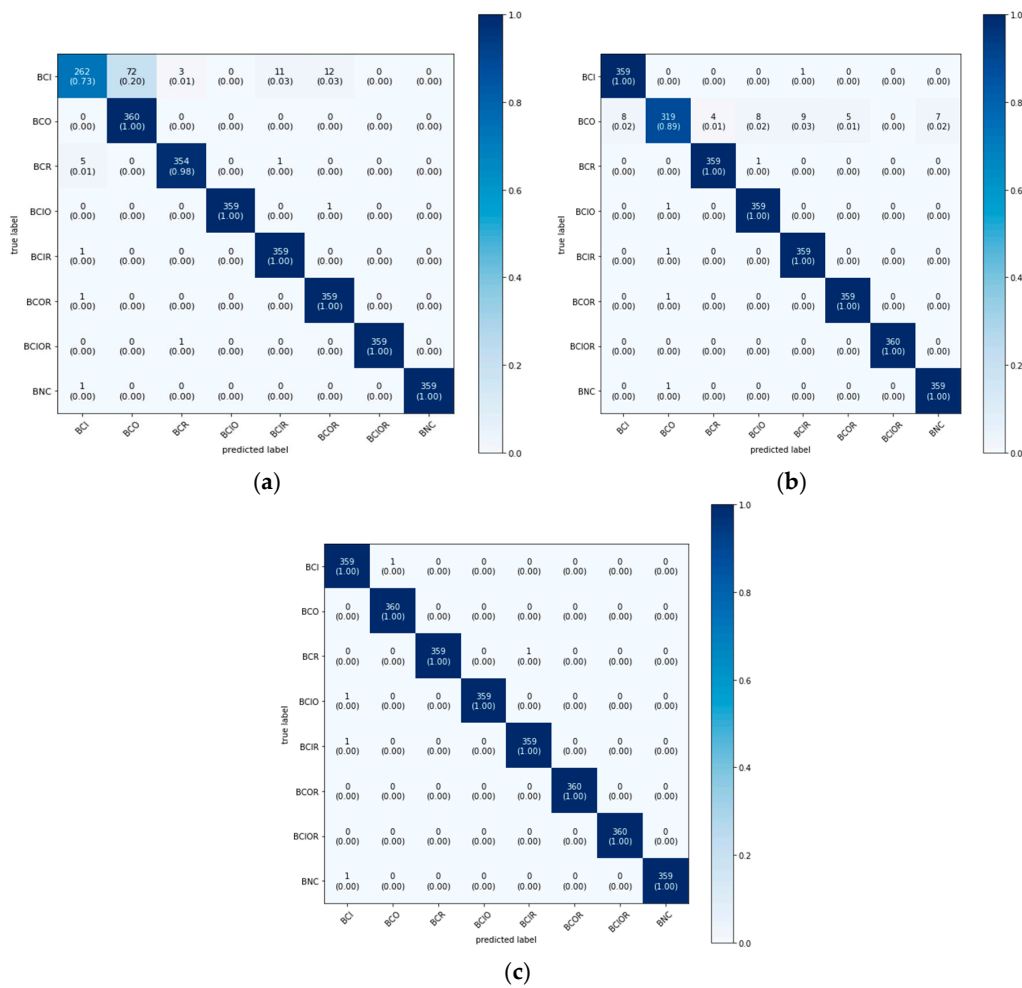 1.0
BCI 262 72 3 0 11 12 0 0
(0.73) (0.20) (0.01) (0.00) (0.03) (0.03) (0.00) (0.00)
0.8
BCO 0 360 0 0 0 0 0 0
(0.00) (1.00) (0.00) (0.00) (0.00) (0.00) (0.00) (0.00)
BCR 5 0 354 0 1 0 0 0
(0.01) (0.00) (0.98) (0.00) (0.00) (0.00) (0.00) (0.00)
0.6
BCIO 0 0 0 359 0 1 0 0
(0.00) (0.00) (0.00) (1.00) (0.00) (0.00) (0.00) (0.00)
true label
BCIR 1 0 0 0 359 0 0 0
(0.00) (0.00) (0.00) (0.00) (1.00) (0.00) (0.00) (0.00)
0.4
BCOR 1 0 0 0 0 359 0 0
(0.00) (0.00) (0.00) (0.00) (0.00) (1.00) (0.00) (0.00)
BCIOR 0 0 1 0 0 0 359 0
(0.00) (0.00) (0.00) (0.00) (0.00) (0.00) (1.00) (0.00)
0.2
BNC 1 0 0 0 0 0 0 359
(0.00) (0.00) (0.00) (0.00) (0.00) (0.00) (0.00) (1.00)
BCI BCO BCR BCIO BCIR BCOR BCIOR BNC
predicted label
0.0
(a)
1.0
BCI 359 0 0 0 1 0 0 0
(1.00) (0.00) (0.00) (0.00) (0.00) (0.00) (0.00) (0.00)
0.8
BCO 8 319 4 8 9 5 0 7
(0.02) (0.89) (0.01) (0.02) (0.03) (0.01) (0.00) (0.02)
BCR 0 0 359 1 0 0 0 0
(0.00) (0.00) (1.00) (0.00) (0.00) (0.00) (0.00) (0.00)
0.6
BCIO 0 1 0 359 0 0 0 0
(0.00) (0.00) (0.00) (1.00) (0.00) (0.00) (0.00) (0.00)
true label
BCIR 0 1 0 0 359 0 0 0
(0.00) (0.00) (0.00) (0.00) (1.00) (0.00) (0.00) (0.00)
0.4
BCOR 0 1 0 0 0 359 0 0
(0.00) (0.00) (0.00) (0.00) (0.00) (1.00) (0.00) (0.00)
BCIOR 0 0 0 0 0 0 360 0
(0.00) (0.00) (0.00) (0.00) (0.00) (0.00) (1.00) (0.00)
0.2
BNC 0 1 0 0 0 0 0 359
(0.00) (0.00) (0.00) (0.00) (0.00) (0.00) (0.00) (1.00)
BCI BCO BCR BCIO BCIR BCOR BCIOR BNC
predicted label
0.0
(b)
1.0
BCI 359 1 0 0 0 0 0 0
(1.00) (0.00) (0.00) (0.00) (0.00) (0.00) (0.00) (0.00)
0.8
BCO 0 360 0 0 0 0 0 0
(0.00) (1.00) (0.00) (0.00) (0.00) (0.00) (0.00) (0.00)
BCR 0 0 359 0 1 0 0 0
(0.00) (0.00) (1.00) (0.00) (0.00) (0.00) (0.00) (0.00)
0.6
BCIO 1 0 0 359 0 0 0 0
(0.00) (0.00) (0.00) (1.00) (0.00) (0.00) (0.00) (0.00)
true label
BCIR 1 0 0 0 359 0 0 0
(0.00) (0.00) (0.00) (0.00) (1.00) (0.00) (0.00) (0.00)
0.4
BCOR 0 0 0 0 0 360 0 0
(0.00) (0.00) (0.00) (0.00) (0.00) (1.00) (0.00) (0.00)
BCIOR 0 0 0 0 0 0 360 0
(0.00) (0.00) (0.00) (0.00) (0.00) (0.00) (1.00) (0.00)
0.2
BNC 1 0 0 0 0 0 0 359
(0.00) (0.00) (0.00) (0.00) (0.00) (0.00) (0.00) (1.00)
BCI BCO BCR BCIO BCIR BCOR BCIOR BNC
predicted label
0.0
(c)